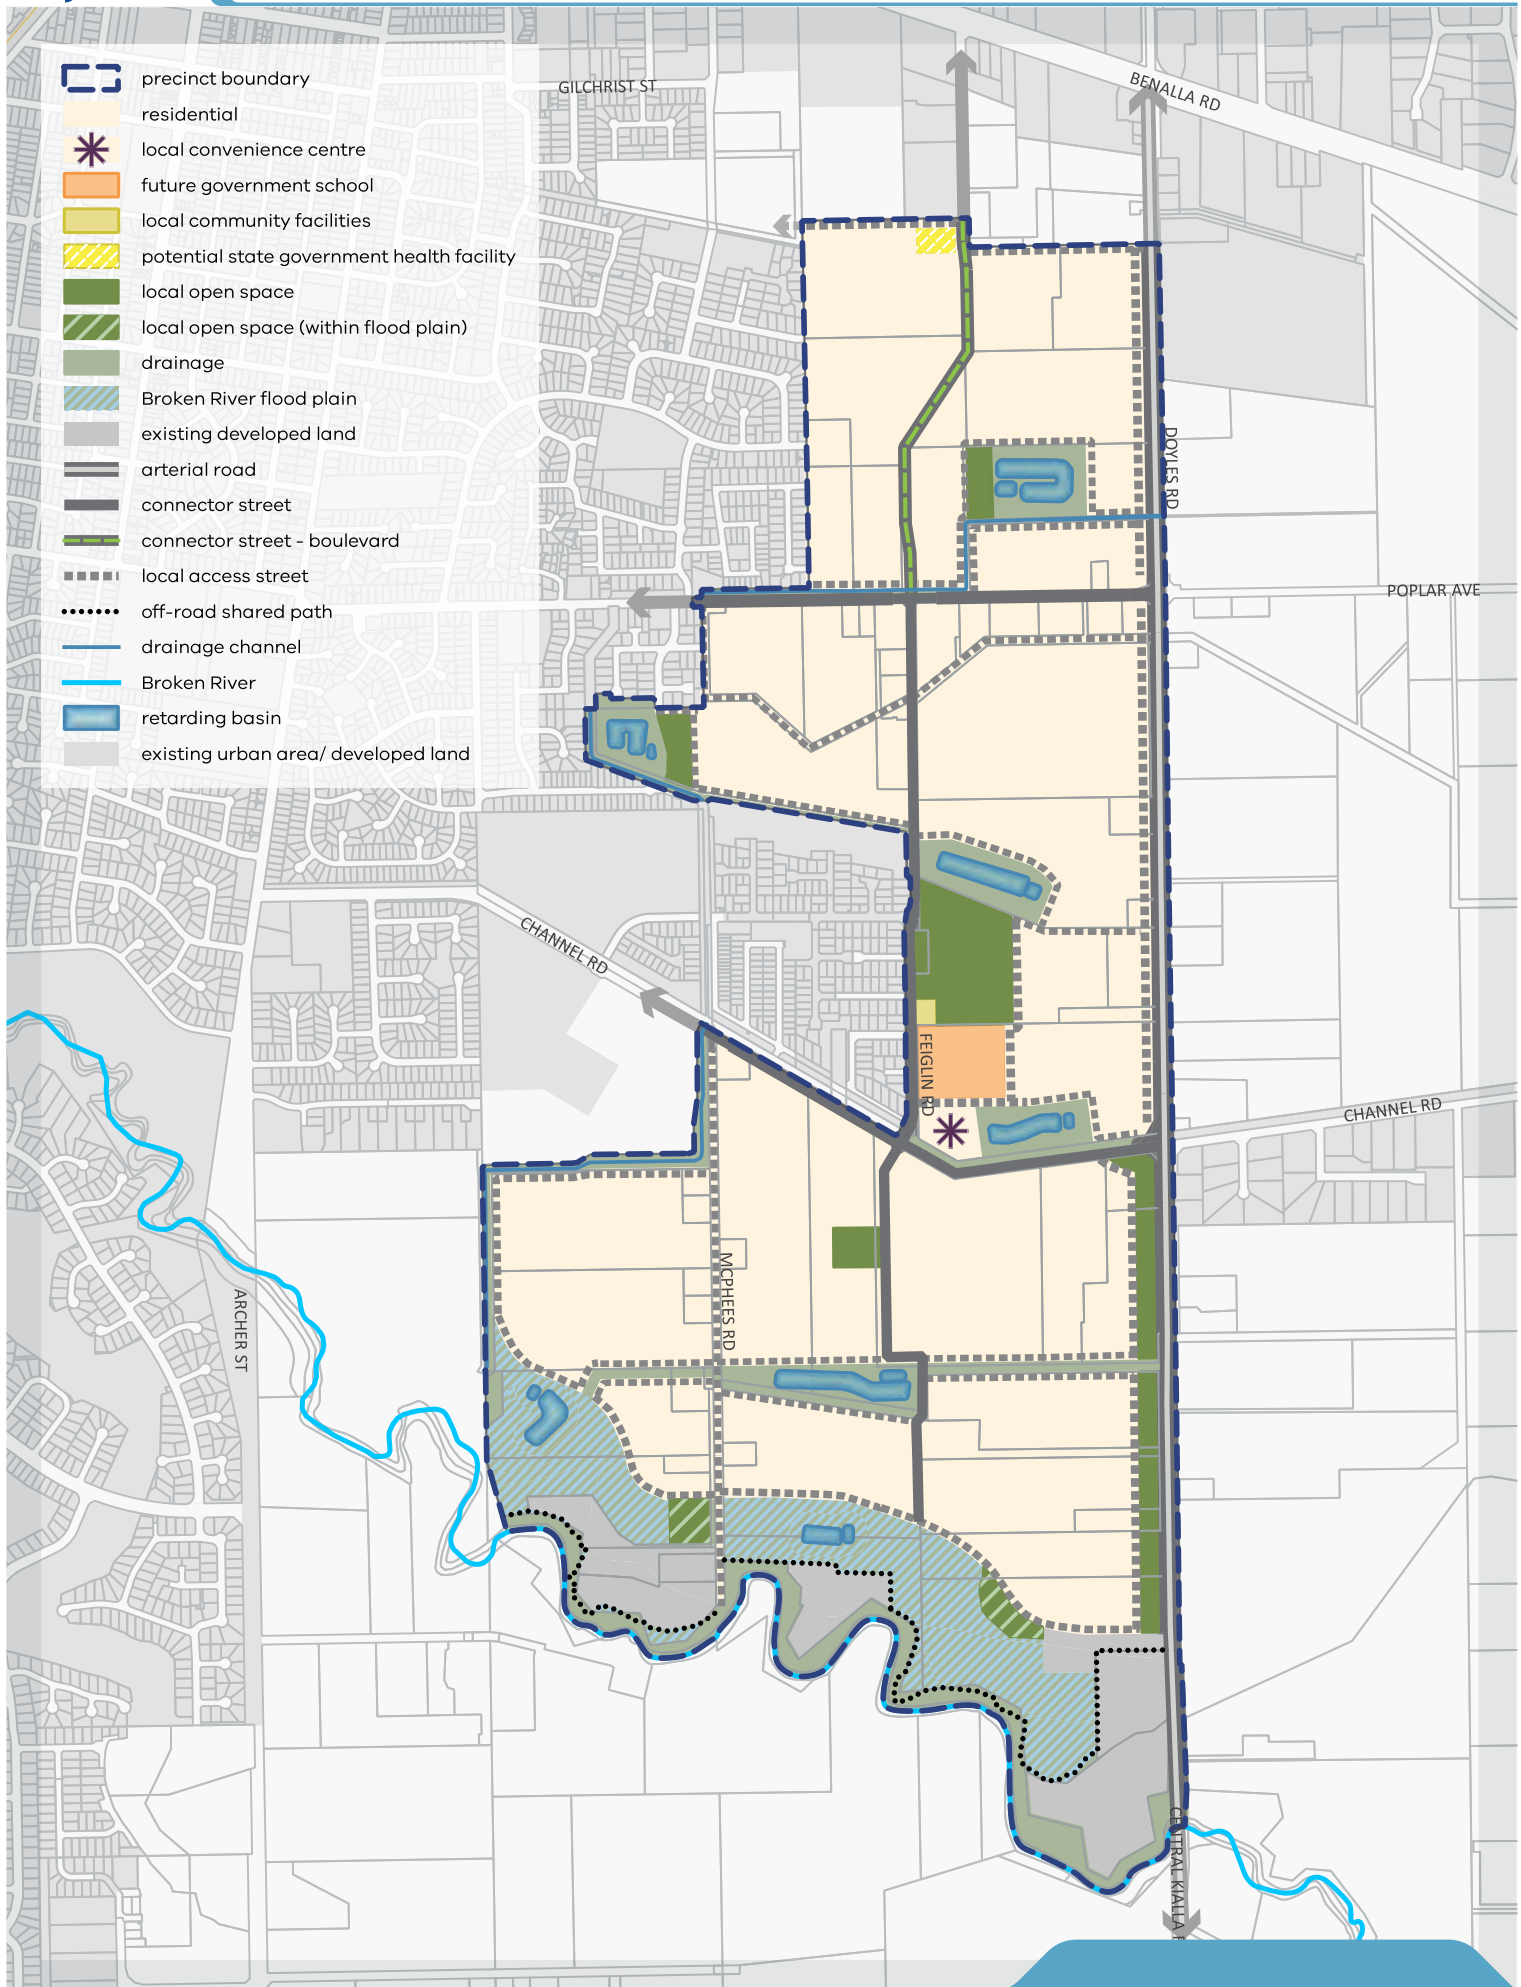 precinct boundary
residential
local convenience centre
future government school
local community facilities
potential state government health facility
local open space
local open space (within flood plain)
drainage
Broken River flood plain
existing developed land
arterial road
connector street
connector street - boulevard
local access street
off-road shared path
drainage channel
Broken River
retarding basin
existing urban area/ developed land
GILCHRIST ST
BENALLA RD
DOYLES RD
POPLAR AVE
CHANNEL RD
FEIGLIN RD
CHANNEL RD
MCPHEES RD
ARCHER ST
CENTRAL KIALLA